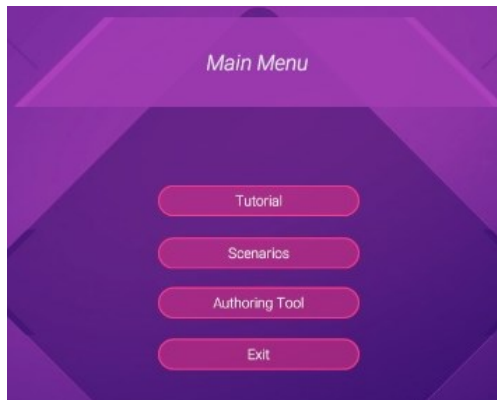 Main Menu
Tutorial
Scenarios
Authoring Tool
Exit